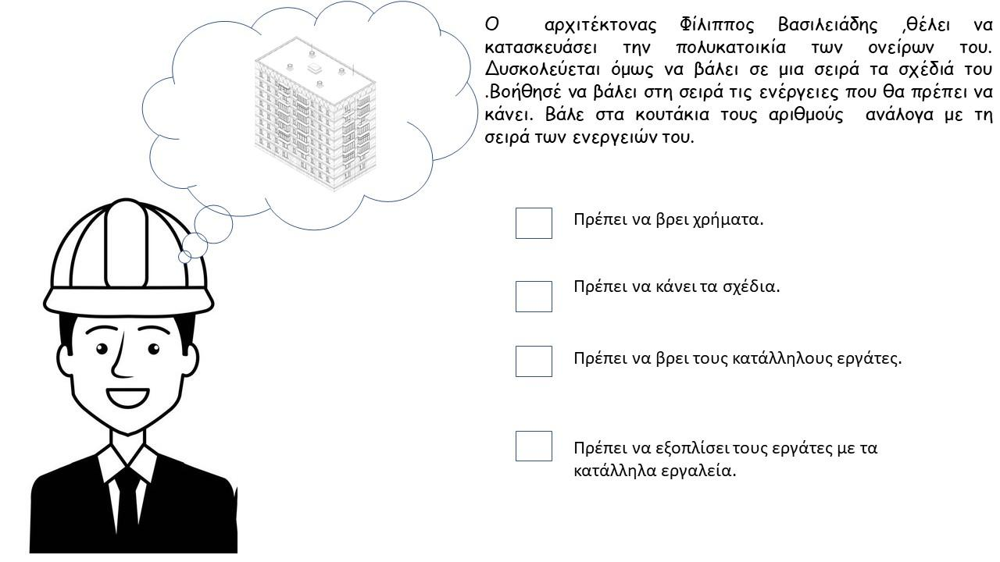 Ο αρχιτέκτονας Φίλιππος Βασιλειάδης ,θέλει να
κατασκευάσει την πολυκατοικία των ονείρων του.
Δυσκολεύεται όμως να βάλει σε μια σειρά τα σχέδιά του
.Βοήθησέ να βάλει στη σειρά τις ενέργειες που θα πρέπει να
κάνει. Βάλε στα κουτάκια τους αριθμούς ανάλογα με τη
σειρά των ενεργειών του.
Πρέπει να βρει χρήματα.
Πρέπει να κάνει τα σχέδια.
Πρέπει να βρει τους κατάλληλους εργάτες.
Πρέπει να εξοπλίσει τους εργάτες με τα
κατάλληλα εργαλεία.